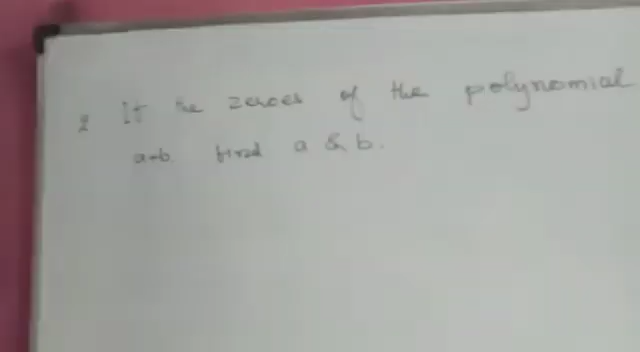 2 If the zeroes of the polynomial
a+b. find a & b.